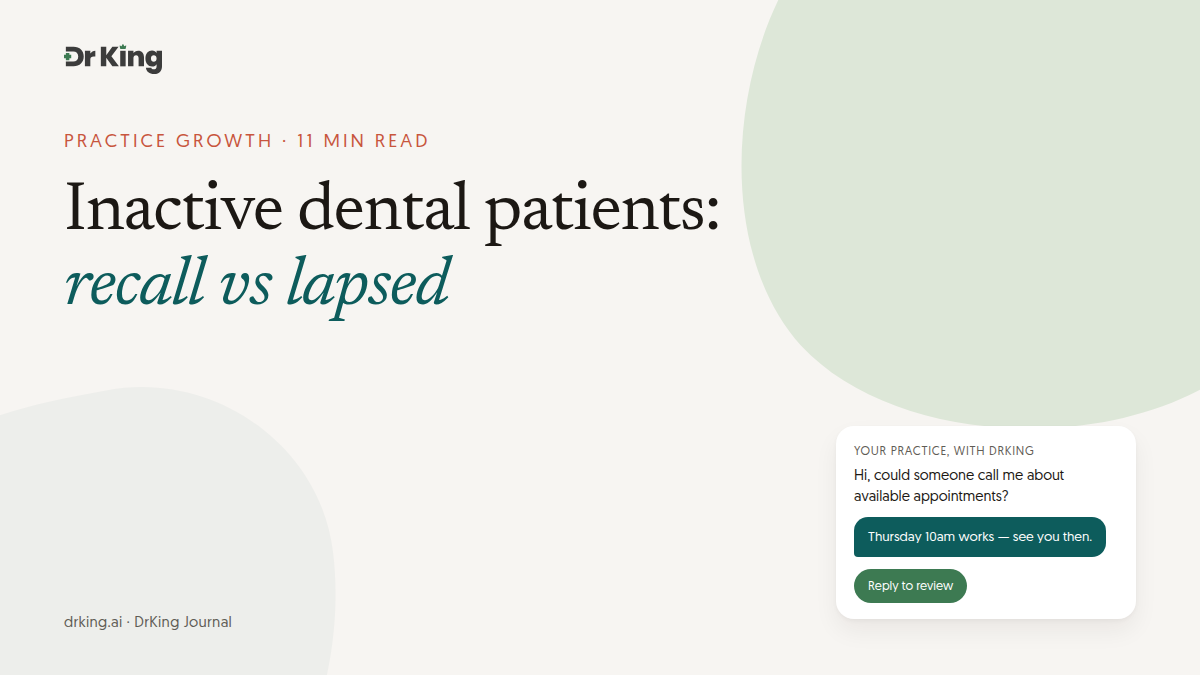 Dr King
PRACTICE GROWTH · 11 MIN READ
Inactive dental patients:
recall vs lapsed
YOUR PRACTICE, WITH DRKING
Hi, could someone call me about
available appointments?
Thursday 10am works — see you then.
Reply to review
drking.ai · DrKing Journal